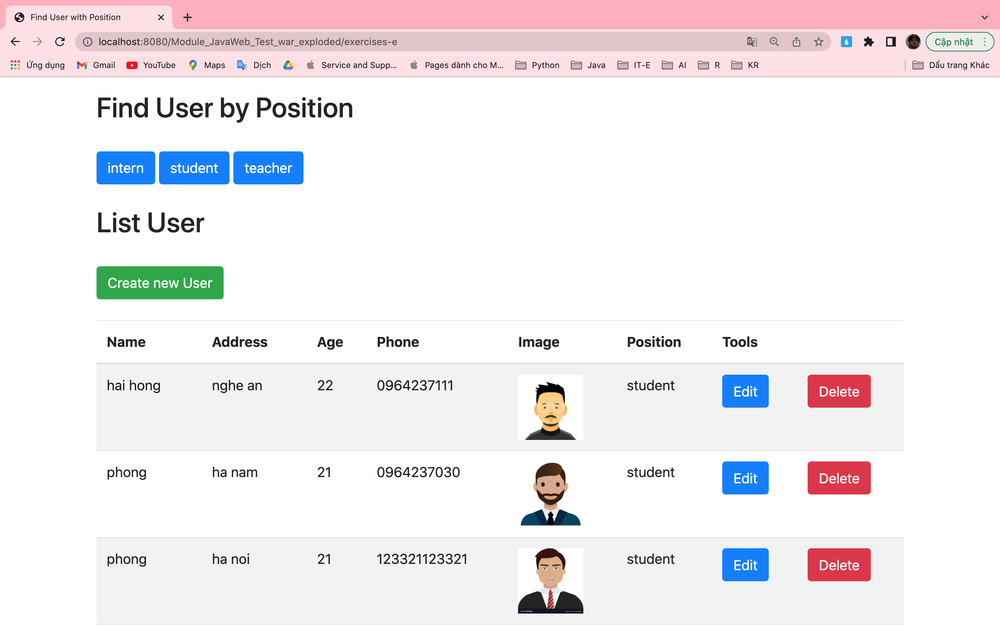 Find User with Position
localhost:8080/Module_JavaWeb_Test_war_exploded/exercises-e
Cập nhật
Ứng dụng Gmail YouTube Maps Dịch Service and Supp... Pages dành cho M... Python Java IT-E AI R KR Dấu trang Khác
Find User by Position
intern student teacher
List User
Create new User
Name Address Age Phone Image Position Tools
hai hong nghe an 22 0964237111 student Edit Delete
phong ha nam 21 0964237030 student Edit Delete
phong ha noi 21 123321123321 student Edit Delete
VectorStock